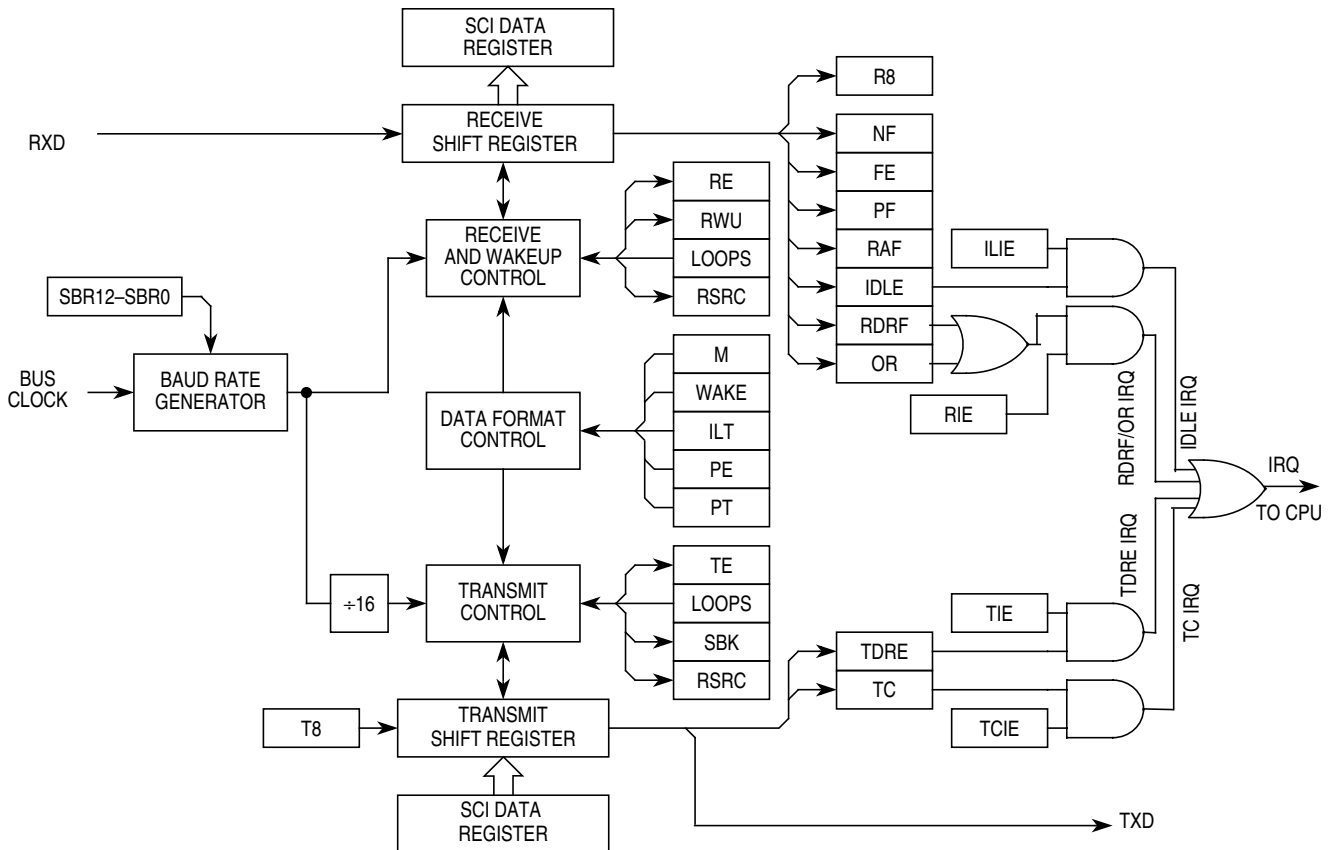 SCI DATA
REGISTER
R8
RXD
RECEIVE
SHIFT REGISTER
NF
FE
PF
RAF
IDLE
RDRF
OR
RE
RWU
LOOPS
RSRC
RECEIVE
AND WAKEUP
CONTROL
ILIE
SBR12–SBR0
BUS
CLOCK
BAUD RATE
GENERATOR
DATA FORMAT
CONTROL
M
WAKE
ILT
PE
PT
RIE
RDRF/OR IRQ
IDLE IRQ
IRQ
TO CPU
TDRE IRQ
TC IRQ
÷16
TRANSMIT
CONTROL
TE
LOOPS
SBK
RSRC
TIE
TDRE
TC
TCIE
T8
TRANSMIT
SHIFT REGISTER
SCI DATA
REGISTER
TXD